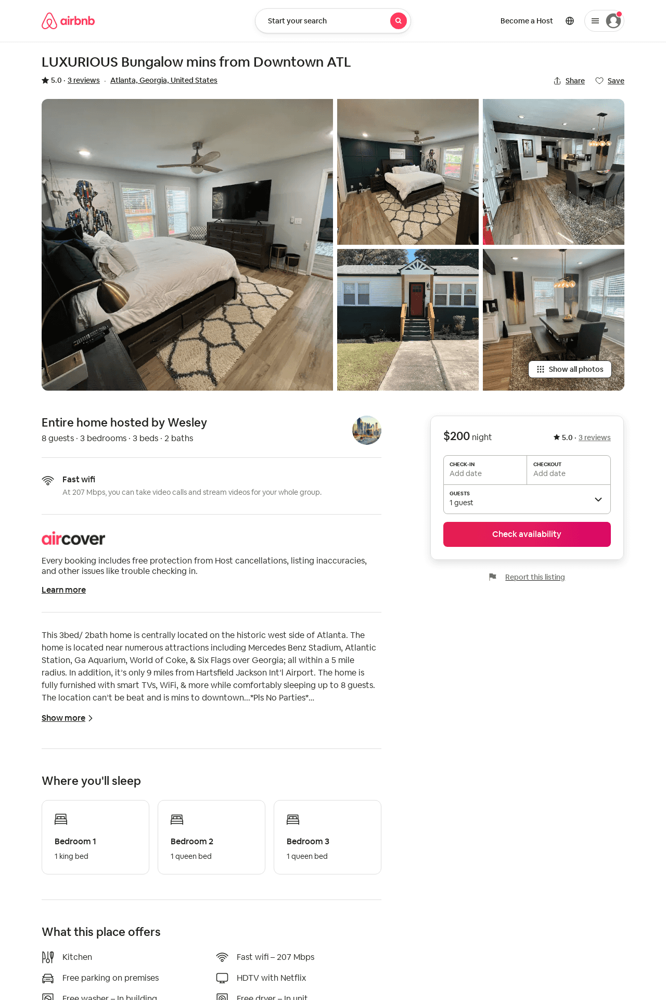 airbnb
Start your search
Become a Host
LUXURIOUS Bungalow mins from Downtown ATL
5.0 · 3 reviews · Atlanta, Georgia, United States
Share
Save
Show all photos
Entire home hosted by Wesley
8 guests · 3 bedrooms · 3 beds · 2 baths
Fast wifi
At 207 Mbps, you can take video calls and stream videos for your whole group.
aircover
Every booking includes free protection from Host cancellations, listing inaccuracies,
and other issues like trouble checking in.
Learn more
This 3bed/ 2bath home is centrally located on the historic west side of Atlanta. The
home is located near numerous attractions including Mercedes Benz Stadium, Atlantic
Station, Ga Aquarium, World of Coke, & Six Flags over Georgia; all within a 5 mile
radius. In addition, it’s only 9 miles from Hartsfield Jackson Int’l Airport. The home is
fully furnished with smart TVs, WiFi, & more while comfortably sleeping up to 8 guests.
The location can’t be beat and is mins to downtown...*Pls No Parties*...
Show more
$200 night
5.0 · 3 reviews
CHECK-IN
Add date
CHECKOUT
Add date
GUESTS
1 guest
Check availability
Report this listing
Where you'll sleep
Bedroom 1
1 king bed
Bedroom 2
1 queen bed
Bedroom 3
1 queen bed
What this place offers
Kitchen
Fast wifi – 207 Mbps
Free parking on premises
HDTV with Netflix
Free washer – In building
Free dryer – In unit